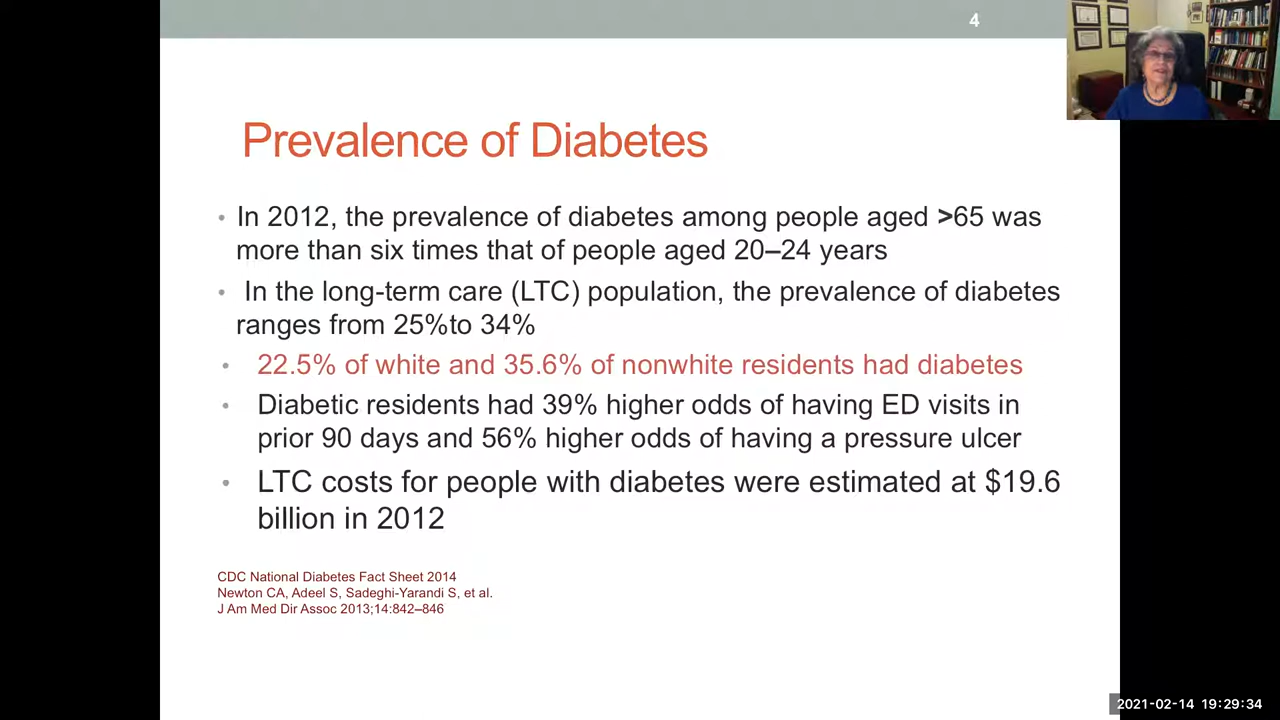 4
Prevalence of Diabetes
• In 2012, the prevalence of diabetes among people aged >65 was
more than six times that of people aged 20–24 years
• In the long-term care (LTC) population, the prevalence of diabetes
ranges from 25%to 34%
• 22.5% of white and 35.6% of nonwhite residents had diabetes
• Diabetic residents had 39% higher odds of having ED visits in
prior 90 days and 56% higher odds of having a pressure ulcer
• LTC costs for people with diabetes were estimated at $19.6
billion in 2012
CDC National Diabetes Fact Sheet 2014
Newton CA, Adeel S, Sadeghi-Yarandi S, et al.
J Am Med Dir Assoc 2013;14:842–846
2021-02-14 19:29:34